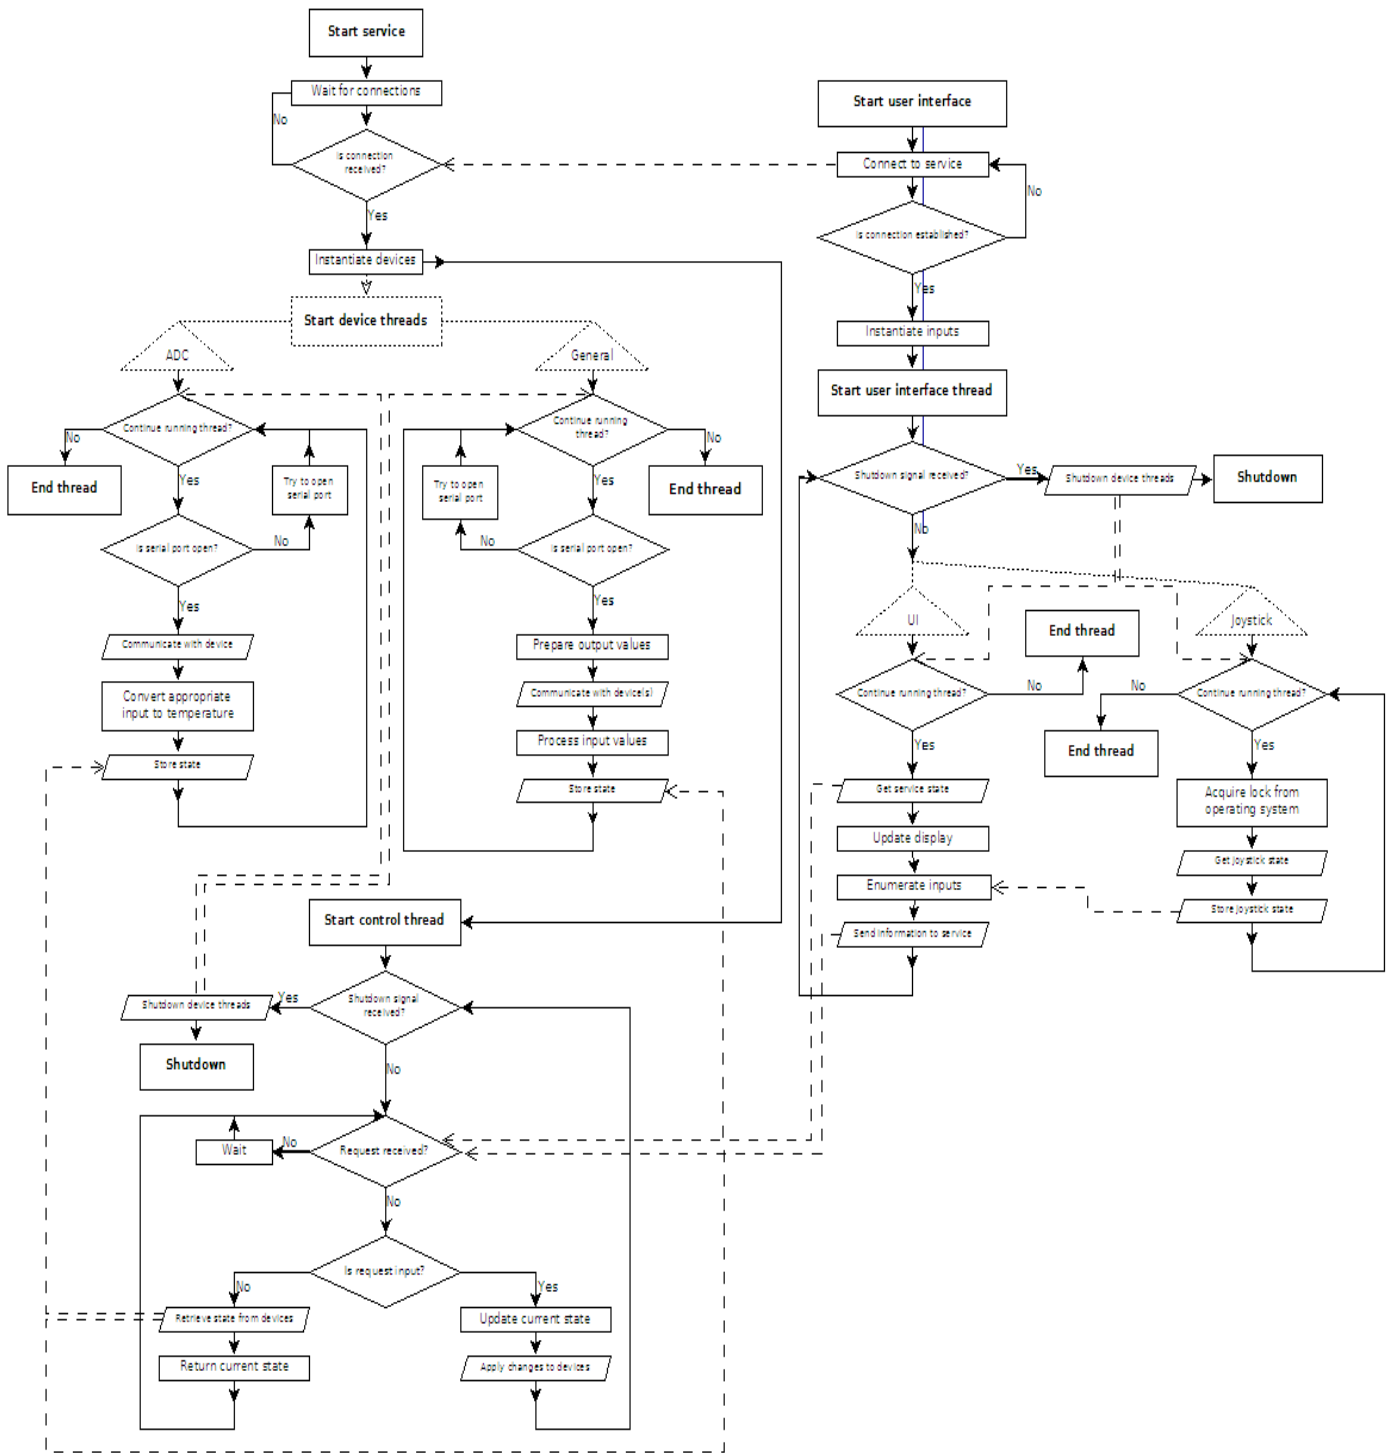 Start service
Wait for connections
No
Is connection
received?
Yes
Instantiate devices
Start device threads
ADC
General
Continue running thread?
No
End thread
Yes
Try to open
serial port
Is serial port open?
No
Yes
Communicate with device
Convert appropriate
input to temperature
Store state
Continue running
thread?
No
End thread
Yes
Try to open
serial port
Is serial port open?
No
Yes
Prepare output values
Communicate with device(s)
Process input values
Store state
Start control thread
Shutdown signal
received?
Yes
Shutdown device threads
Shutdown
No
Request received?
No
Wait
No
Is request input?
No
Retrieve state from devices
Return current state
Yes
Update current state
Apply changes to devices
Start user interface
Connect to service
No
Is connection established?
Yes
Instantiate inputs
Start user interface thread
Shutdown signal received?
Yes
Shutdown device threads
Shutdown
No
UI
Joystick
Continue running thread?
No
End thread
Yes
Get service state
Update display
Enumerate inputs
Send information to service
Continue running thread?
No
End thread
Yes
Acquire lock from
operating system
Get joystick state
Store joystick state